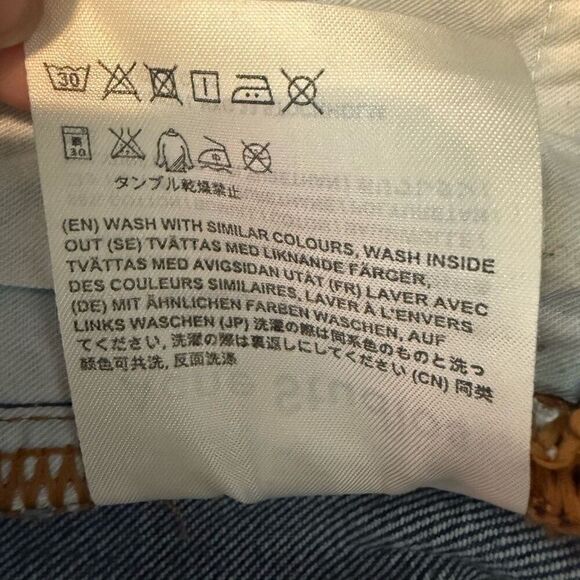 30
30
中
タンブル乾燥禁止
(EN) WASH WITH SIMILAR COLOURS, WASH INSIDE
OUT (SE) TVÄTTAS MED LIKNANDE FÄRGER,
TVÄTTAS MED AVIGSIDAN UTÅT (FR) LAVER AVEC
DES COULEURS SIMILAIRES, LAVER À L'ENVERS
(DE) MIT ÄHNLICHEN FARBEN WASCHEN, AUF
LINKS WASCHEN (JP) 洗濯の際は同系色のものと洗っ
てください, 洗濯の際は裏返しにしてください (CN) 同类
颜色可共洗, 反面洗涤